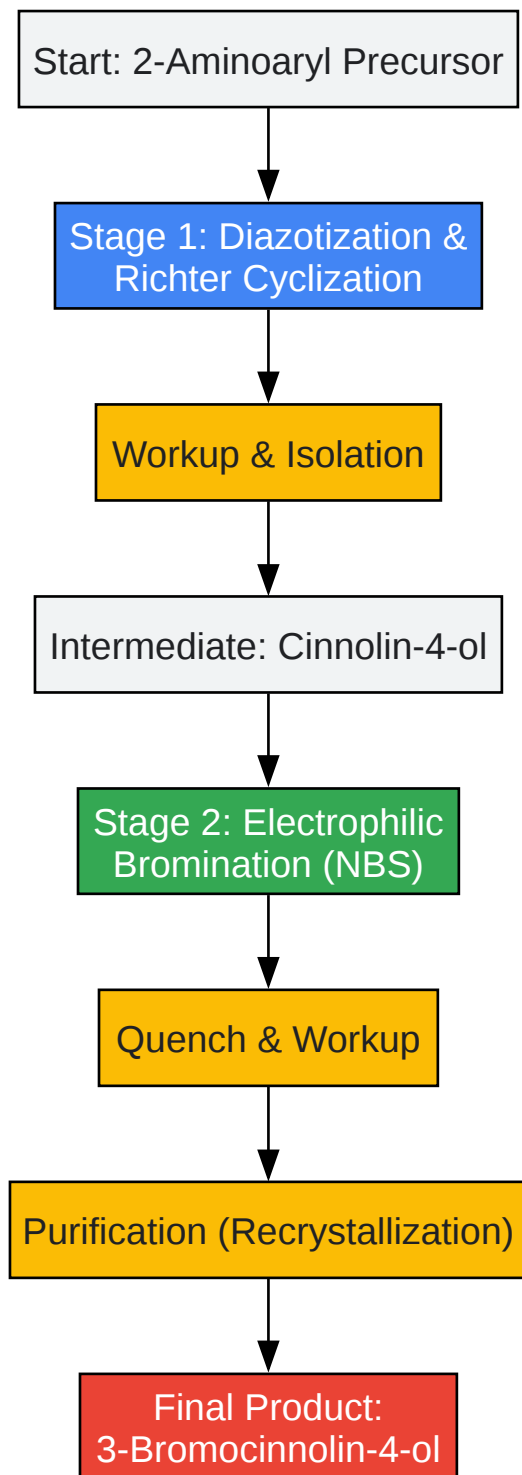 Start: 2-Aminoaryl Precursor
Stage 1: Diazotization &
Richter Cyclization
Workup & Isolation
Intermediate: Cinnolin-4-ol
Stage 2: Electrophilic
Bromination (NBS)
Quench & Workup
Purification (Recrystallization)
Final Product:
3-Bromocinnolin-4-ol